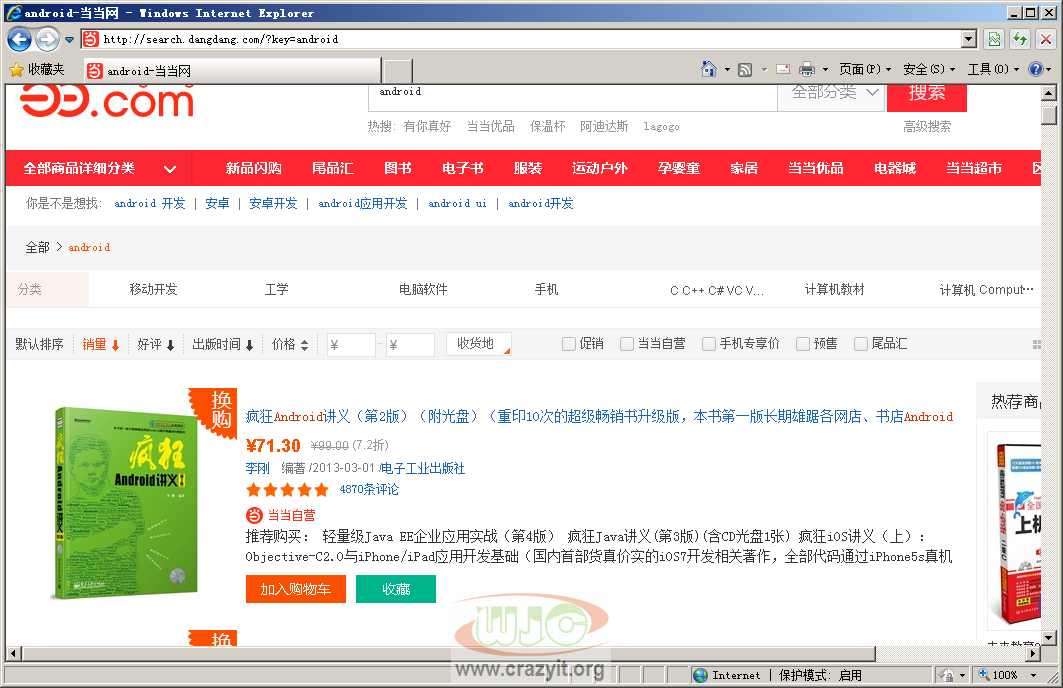 android-当当网 - Windows Internet Explorer
http://search.dangdang.com/?key=android
收藏夹 android-当当网 页面(P) 安全(S) 工具(O)
当当.com android 全部分类 搜索
热搜: 有你真好 当当优品 保温杯 阿迪达斯 lagogo 高级搜索
全部商品详细分类 新品闪购 尾品汇 图书 电子书 服装 运动户外 孕婴童 家居 当当优品 电器城 当当超市
你是不是想找: android 开发 | 安卓 | 安卓开发 | android应用开发 | android ui | android开发
全部 > android
分类 移动开发 工学 电脑软件 手机 C C++ C# VC V... 计算机教材 计算机 Comput···
默认排序 销量 好评 出版时间 价格 ¥ - ¥ 收货地 促销 当当自营 手机专享价 预售 尾品汇
换购
疯狂
Android讲义
疯狂Android讲义（第2版）（附光盘）（重印10次的超级畅销书升级版，本书第一版长期雄踞各网店、书店Android
¥71.30 ¥99.00 (7.2折)
李刚 编著 /2013-03-01 /电子工业出版社
4870条评论
当当自营
推荐购买： 轻量级Java EE企业应用实战（第4版） 疯狂Java讲义(第3版)(含CD光盘1张) 疯狂iOS讲义（上）：
Objective-C2.0与iPhone/iPad应用开发基础（国内首部货真价实的iOS7开发相关著作，全部代码通过iPhone5s真机
加入购物车 收藏
热荐商品
上机
换
WJC
www.crazyit.org
Internet | 保护模式: 启用 100%